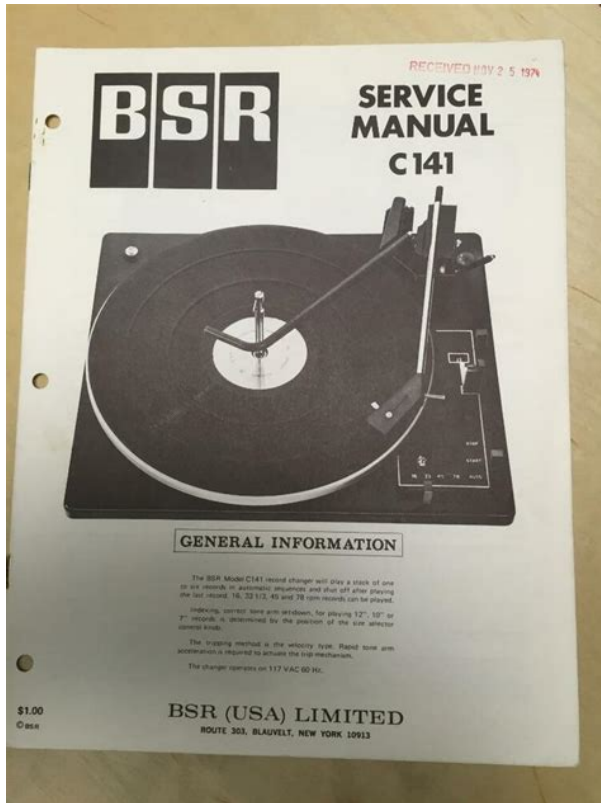 RECEIVED NOV 25 1974
BSR
SERVICE
MANUAL
C141
STOP
START
16 33 45 78 AUTO
GENERAL INFORMATION
The BSR Model C141 record changer will play a stack of one
to six records in automatic sequences and shut off after playing
the last record. 16, 33 1/3, 45 and 78 rpm records can be played.
Indexing, correct tone arm set-down, for playing 12", 10" or
7" records is determined by the position of the size selector
control knob.
The tripping method is the velocity type. Rapid tone arm
acceleration is required to actuate the trip mechanism.
The changer operates on 117 VAC 60 Hz.
$1.00
© BSR
BSR (USA) LIMITED
ROUTE 303, BLAUVELT, NEW YORK 10913